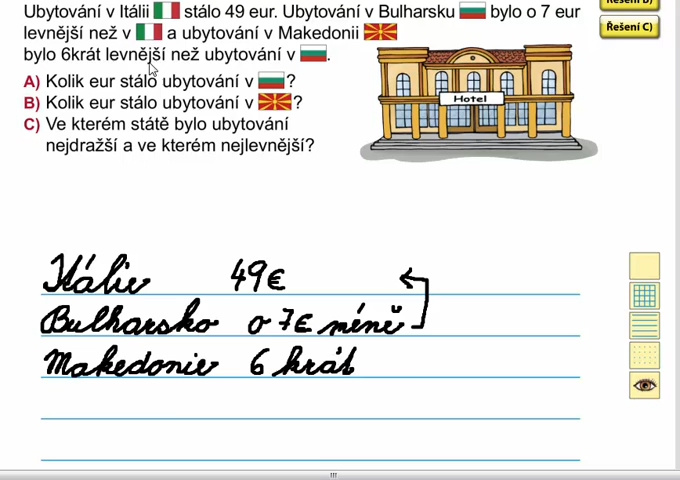 Ubytování v Itálii stálo 49 eur. Ubytování v Bulharsku bylo o 7 eur
levnější než v a ubytování v Makedonii
bylo 6krát levnější než ubytování v .
A) Kolik eur stálo ubytování v ?
B) Kolik eur stálo ubytování v ?
C) Ve kterém státě bylo ubytování
nejdražší a ve kterém nejlevnější?
Řešení B)
Řešení C)
Hotel
Itálie 49€
Bulharsko o 7€ méně
Makedonie 6 krát